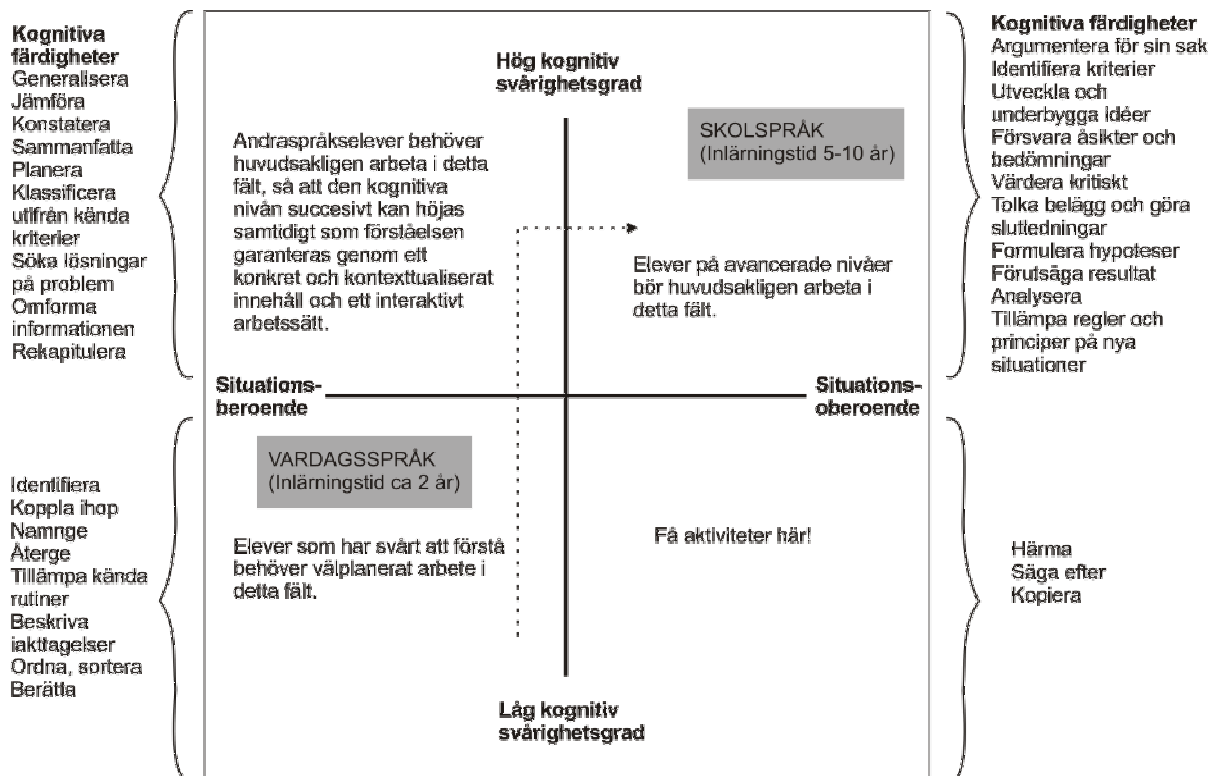 Kognitiva
färdigheter
Generalisera
Jämföra
Konstatera
Sammanfatta
Planera
Klassificera
utifrån kända
kriterier
Söka lösningar
på problem
Omforma
informationen
Rekapitulera
Identifiera
Koppla ihop
Namnge
Återge
Tillämpa kända
rutiner
Beskriva
iakttagelser
Ordna, sortera
Berätta
Hög kognitiv
svårighetsgrad
Andraspråkselever behöver
huvudsakligen arbeta i detta
fält, så att den kognitiva
nivån succesivt kan höjas
samtidigt som förståelsen
garanteras genom ett
konkret och kontexttualiserat
innehåll och ett interaktivt
arbetssätt.
SKOLSPRÅK
(Inlärningstid 5-10 år)
Elever på avancerade nivåer
bör huvudsakligen arbeta i
detta fält.
Situations-
beroende
Situations-
oberoende
VARDAGSSPRÅK
(Inlärningstid ca 2 år)
Elever som har svårt att förstå
behöver välplanerat arbete i
detta fält.
Få aktiviteter här!
Låg kognitiv
svårighetsgrad
Kognitiva färdigheter
Argumentera för sin sak
Identifiera kriterier
Utveckla och
underbygga idéer
Försvara åsikter och
bedömningar
Värdera kritiskt
Tolka belägg och göra
slutledningar
Formulera hypoteser
Förutsäga resultat
Analysera
Tillämpa regler och
principer på nya
situationer
Härma
Säga efter
Kopiera